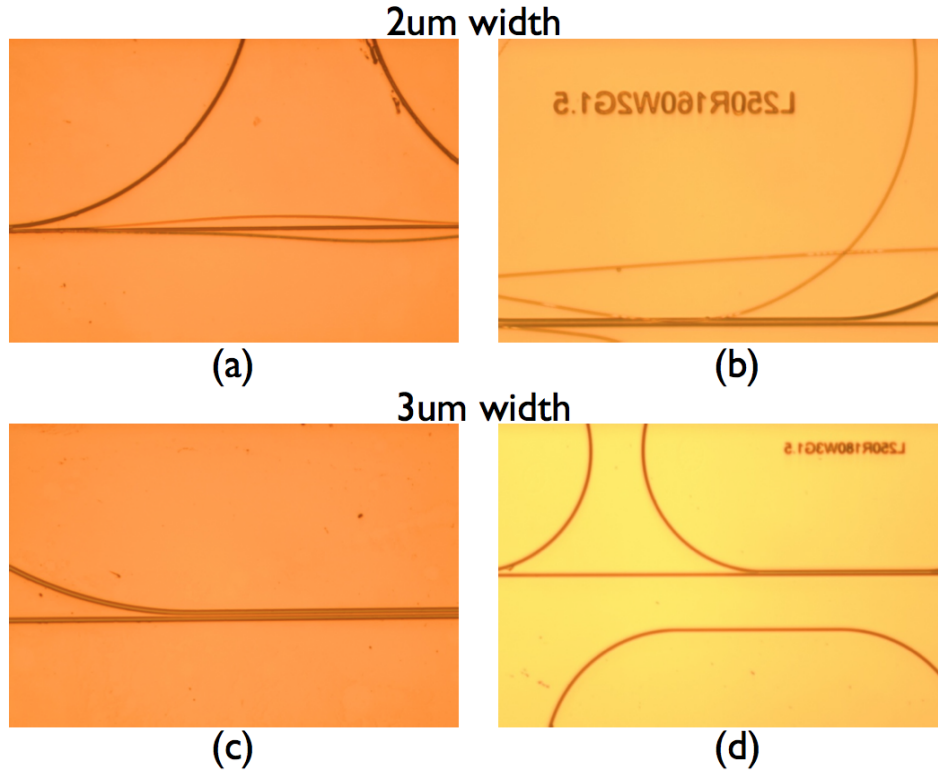 2um width
L250R160W2G1.5
(a)
(b)
3um width
L250R180W3G1.5
(c)
(d)